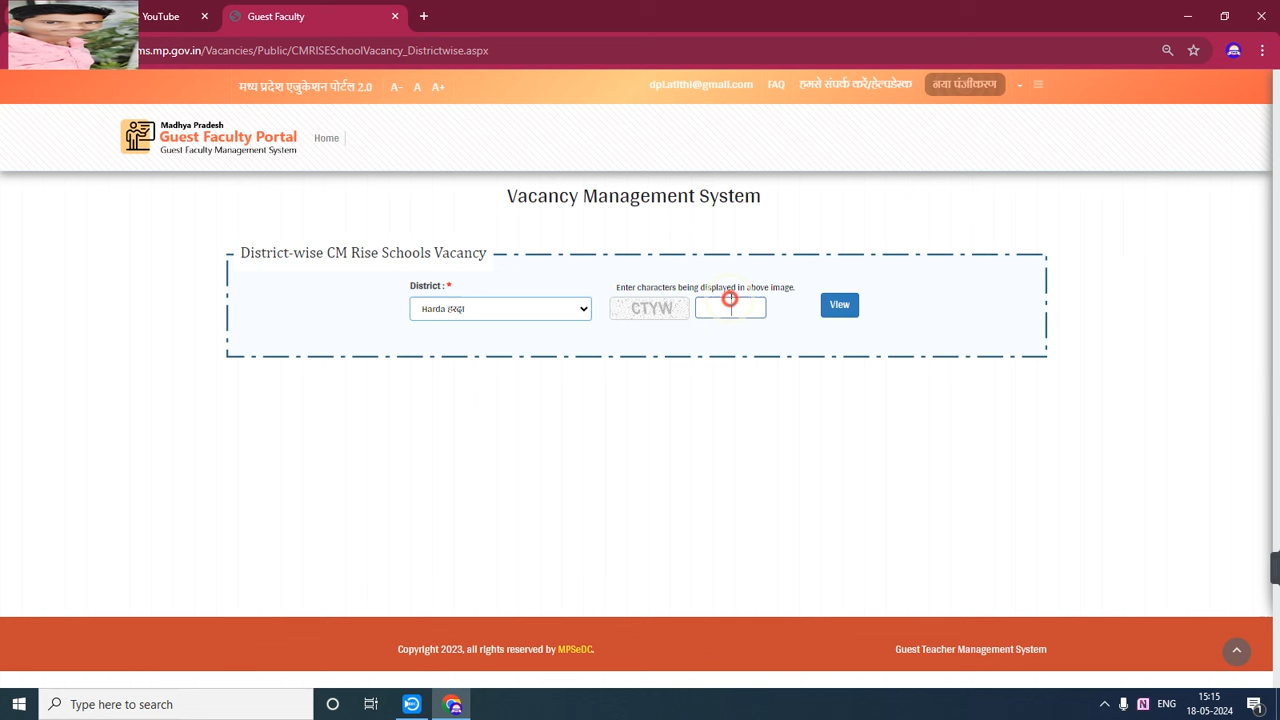 YouTube
Guest Faculty
ms.mp.gov.in/Vacancies/Public/CMRISESchoolVacancy_Districtwise.aspx
मध्य प्रदेश एजुकेशन पोर्टल 2.0 A- A A+ dpi.atithi@gmail.com FAQ हमसे संपर्क करें/हेल्पडेस्क नया पंजीकरण
Madhya Pradesh
Guest Faculty Portal
Guest Faculty Management System
Home
Vacancy Management System
District-wise CM Rise Schools Vacancy
District : *
Enter characters being displayed in above image.
Harda हरदा CTYW View
Copyright 2023, all rights reserved by MPSeDC. Guest Teacher Management System
Type here to search
ENG
15:15
18-05-2024
1